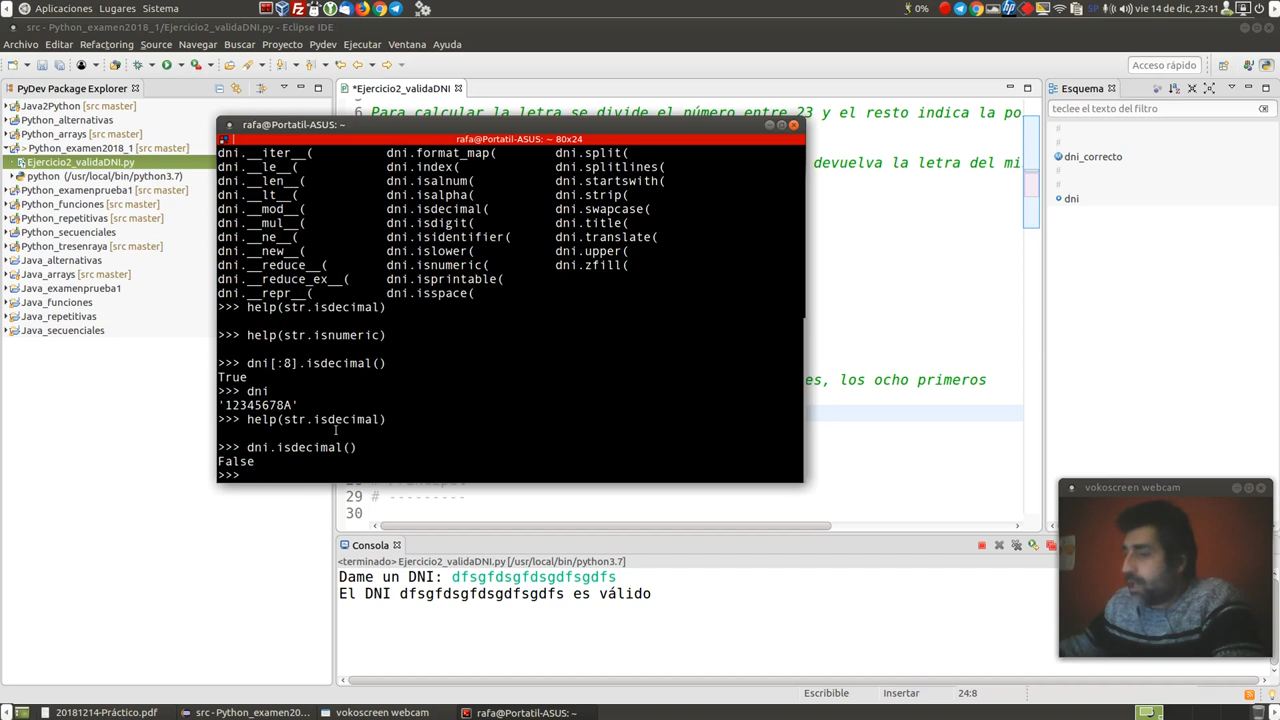 Aplicaciones Lugares Sistema
0%
SP
vie 14 de dic, 23:41
src - Python_examen2018_1/Ejercicio2_validaDNI.py - Eclipse IDE
Archivo Editar Refactoring Source Navegar Buscar Proyecto Pydev Ejecutar Ventana Ayuda
Acceso rápido
PyDev Package Explorer
Java2Python [src master]
Python_alternativas
Python_arrays [src master]
> Python_examen2018_1 [src master]
Ejercicio2_validaDNI.py
python (/usr/local/bin/python3.7)
Python_examenprueba1 [src master]
Python_funciones [src master]
Python_repetitivas [src master]
Python_secuenciales
Python_tresenraya [src master]
Java_alternativas
Java_arrays [src master]
Java_examenprueba1
Java_funciones [src master]
Java_repetitivas
Java_secuenciales
*Ejercicio2_validaDNI
6 Para calcular la letra se divide el número entre 23 y el resto indica la po
devuelva la letra del mi
es, los ocho primeros
29 # ---------
30
rafa@Portatil-ASUS: ~
rafa@Portatil-ASUS: ~ 80x24
dni.__iter__( dni.format_map( dni.split(
dni.__le__( dni.index( dni.splitlines(
dni.__len__( dni.isalnum( dni.startswith(
dni.__lt__( dni.isalpha( dni.strip(
dni.__mod__( dni.isdecimal( dni.swapcase(
dni.__mul__( dni.isdigit( dni.title(
dni.__ne__( dni.isidentifier( dni.translate(
dni.__new__( dni.islower( dni.upper(
dni.__reduce__( dni.isnumeric( dni.zfill(
dni.__reduce_ex__( dni.isprintable(
dni.__repr__( dni.isspace(
>>> help(str.isdecimal)
>>> help(str.isnumeric)
>>> dni[:8].isdecimal()
True
>>> dni
'12345678A'
>>> help(str.isdecimal)
>>> dni.isdecimal()
False
>>>
Esquema
teclee el texto del filtro
#
#
dni_correcto
#
#
dni
Consola
<terminado> Ejercicio2_validaDNI.py [/usr/local/bin/python3.7]
Dame un DNI: dfsgfdsgfdsgdfsgdfs
El DNI dfsgfdsgfdsgdfsgdfs es válido
vokoscreen webcam
Escribible Insertar 24:8
20181214-Práctico.pdf
src - Python_examen20...
vokoscreen webcam
rafa@Portatil-ASUS: ~